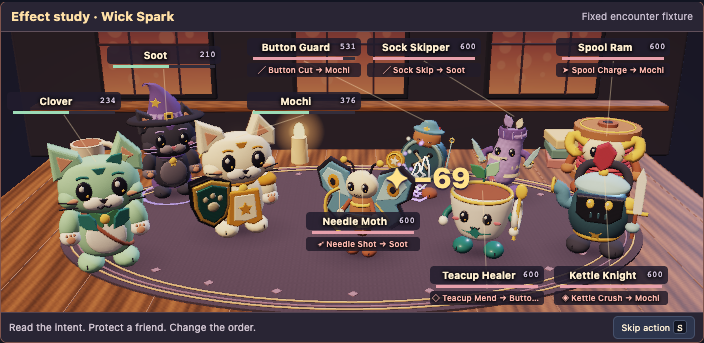 Effect study · Wick Spark
Fixed encounter fixture
Soot 210
Button Guard 531
Button Cut → Mochi
Sock Skipper 600
Sock Skip → Soot
Spool Ram 600
Spool Charge → Mochi
Clover 234
Mochi 376
-69
Needle Moth 600
Needle Shot → Soot
Teacup Healer 600
Teacup Mend → Butto...
Kettle Knight 600
Kettle Crush → Mochi
Read the intent. Protect a friend. Change the order.
Skip action S